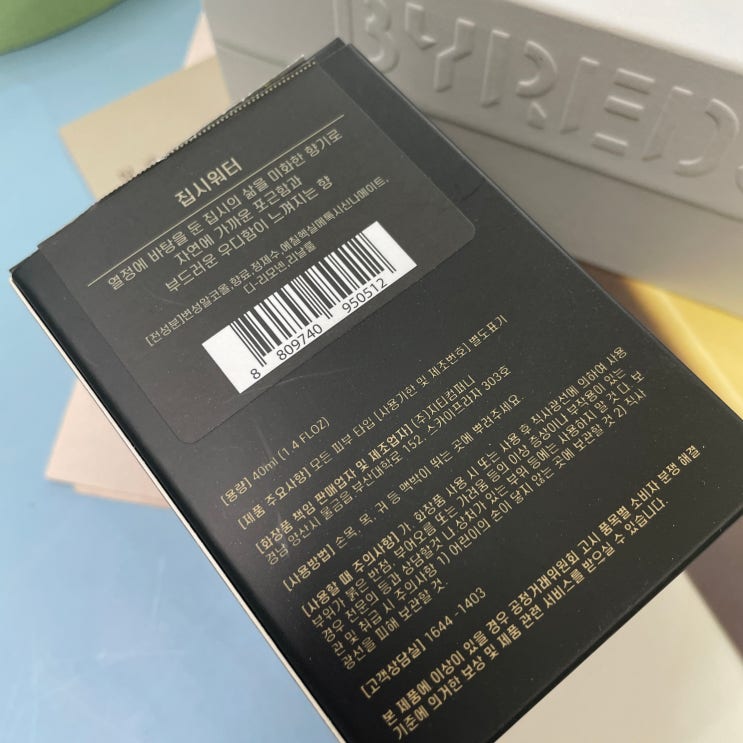 BYREDO
집시워터
열정에 바탕을 둔 집시의 삶을 미화한 향기로
자연에 가까운 포근함과
부드러운 우디함이 느껴지는 향
[전성분]변성알코올,향료,정제수,에칠헥실메톡시신나메이트,
디-리모넨,리날룰
8 809740 950512
[용량] 40ml (1.4 FL02)
[제품 주요사항] 모든 피부 타입 [사용기한 및 제조번호] 별도표기
[화장품 책임 판매업자 및 제조업자] (주)지티컴퍼니
경남 양산시 물금읍 부산대학로 152, 스카이프라자 303호
[사용방법] 손목, 목, 귀 등 맥박이 뛰는 곳에 뿌려주세요.
[사용할 때 주의사항] 가. 화장품 사용 시 또는 사용 후 직사광선에 의하여 사용
부위가 붉은 반점, 부어오름 또는 가려움 등의 이상 증상이나 부작용이 있는
경우 전문의 등과 상담할것 나.상처가 있는 부위 등에는 사용하지 말 것 다. 보
관 및 취급 시 주의사항 1) 어린이의 손이 닿지 않는 곳에 보관할 것 2) 직사
광선을 피해 보관할 것.
[고객상담실] 1644 -1403
본 제품에 이상이 있을 경우 공정거래위원회 고시 품목별 소비자 분쟁 해결
기준에 의거한 보상 및 제품 관련 서비스를 받으실 수 있습니다.